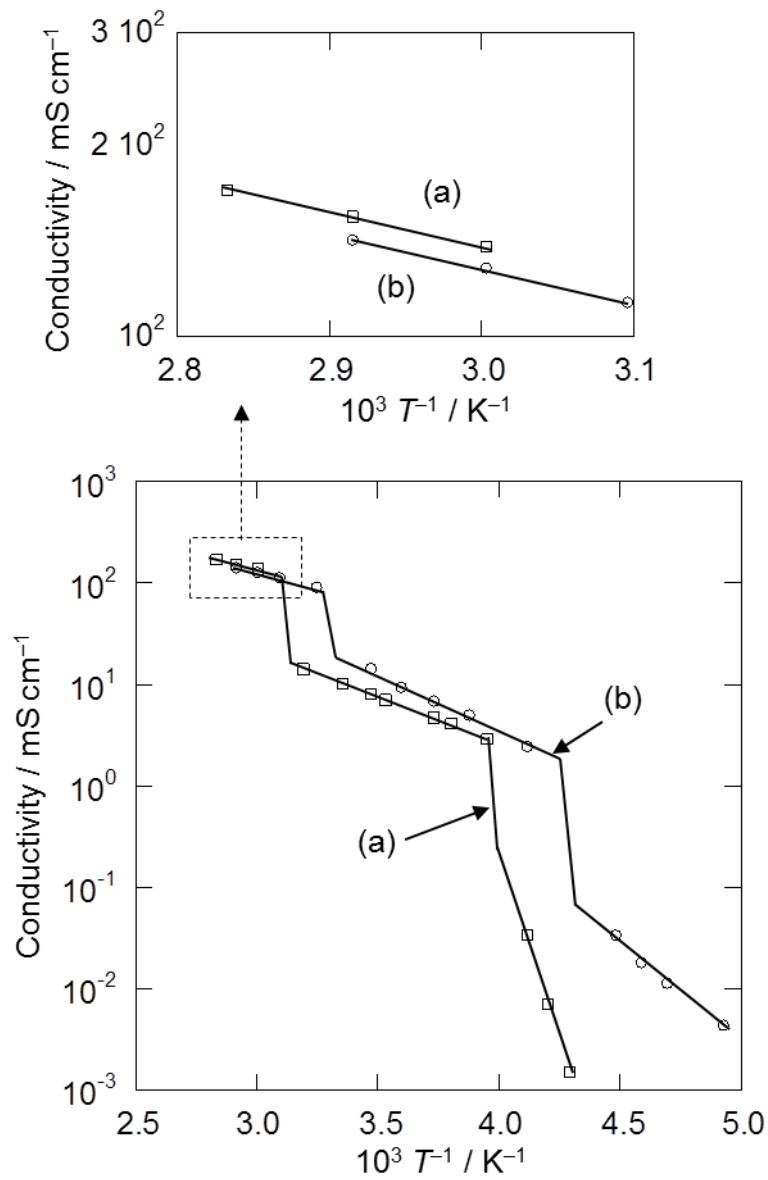 3 10²
2 10²
10²
Conductivity / mS cm⁻¹
(a)
(b)
2.8 2.9 3.0 3.1
10³ T⁻¹ / K⁻¹
10³
10²
10¹
10⁰
10⁻¹
10⁻²
10⁻³
Conductivity / mS cm⁻¹
(b)
(a)
2.5 3.0 3.5 4.0 4.5 5.0
10³ T⁻¹ / K⁻¹